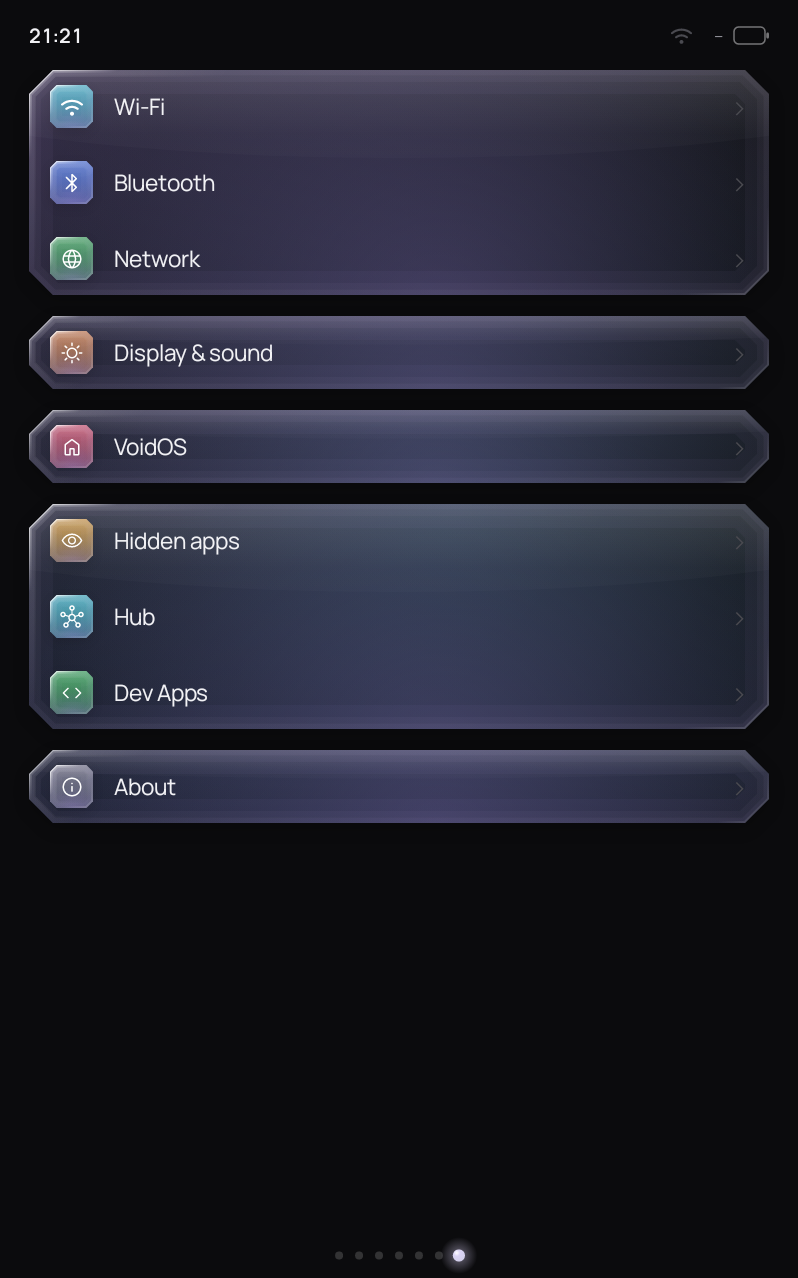 21:21
Wi-Fi
Bluetooth
Network
Display & sound
VoidOS
Hidden apps
Hub
Dev Apps
About